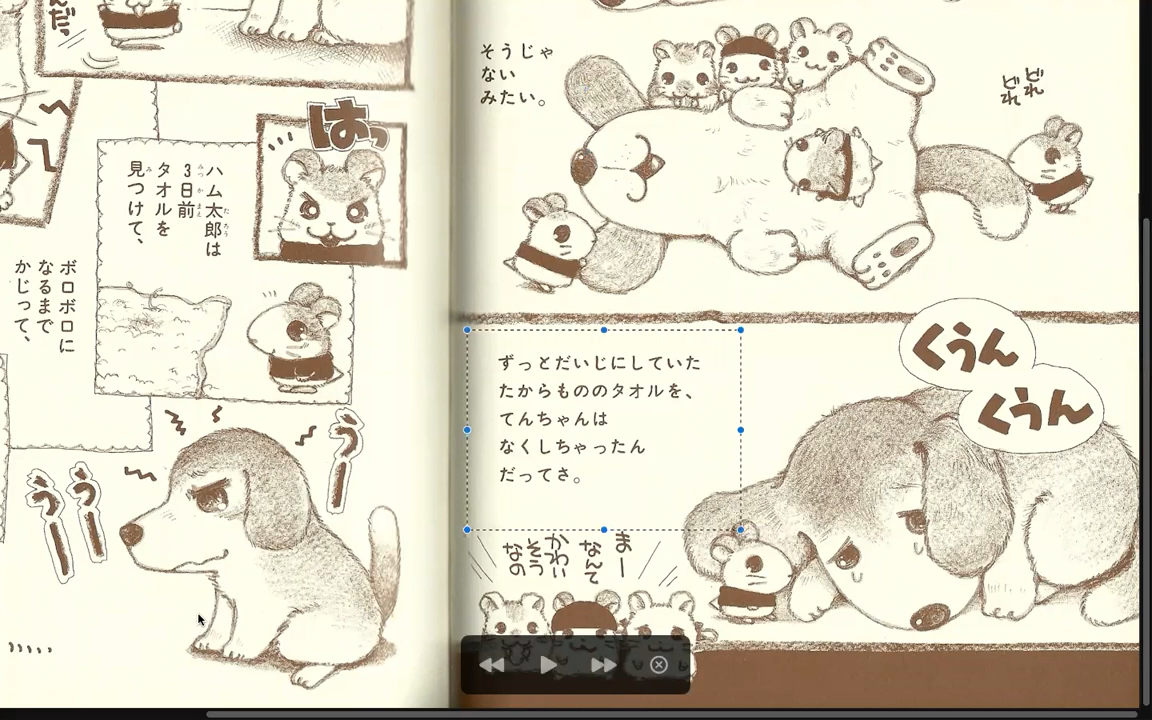 そうじゃ
ない
みたい。
どれ
どれ
ずっとだいじにしていた
たからもののタオルを、
てんちゃんは
なくしちゃったん
だってさ。
くうん
くうん
まー
なんて
かわい
そう
なの
んだっ
はっ
ハム太郎は
3日前
タオルを
見つけて、
ボロボロに
なるまで
かじって、
うー
うー
うー